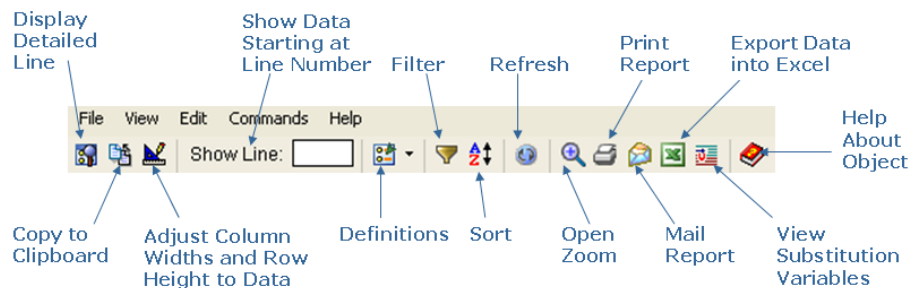 Display
Detailed
Line
Show Data
Starting at
Line Number
Filter
Refresh
Print
Report
Export Data
into Excel
File View Edit Commands Help
Show Line:
Help
About
Object
Copy to
Clipboard
Adjust Column
Widths and Row
Height to Data
Definitions
Sort
Open
Zoom
Mail
Report
View
Substitution
Variables